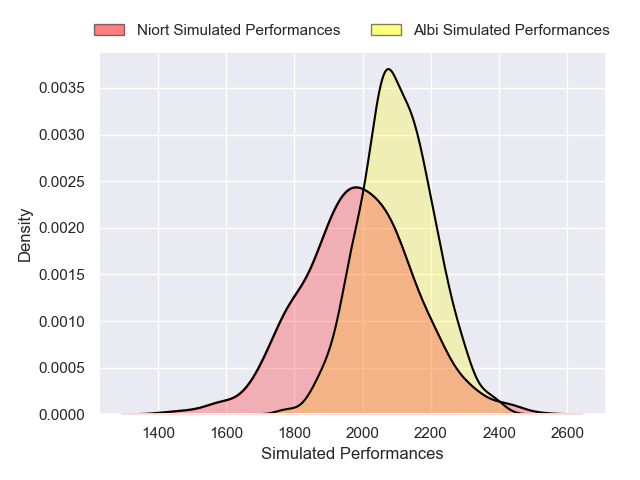 Niort Simulated Performances Albi Simulated Performances
0.0035
0.0030
0.0025
0.0020
0.0015
0.0010
0.0005
0.0000
Density
1400 1600 1800 2000 2200 2400 2600
Simulated Performances